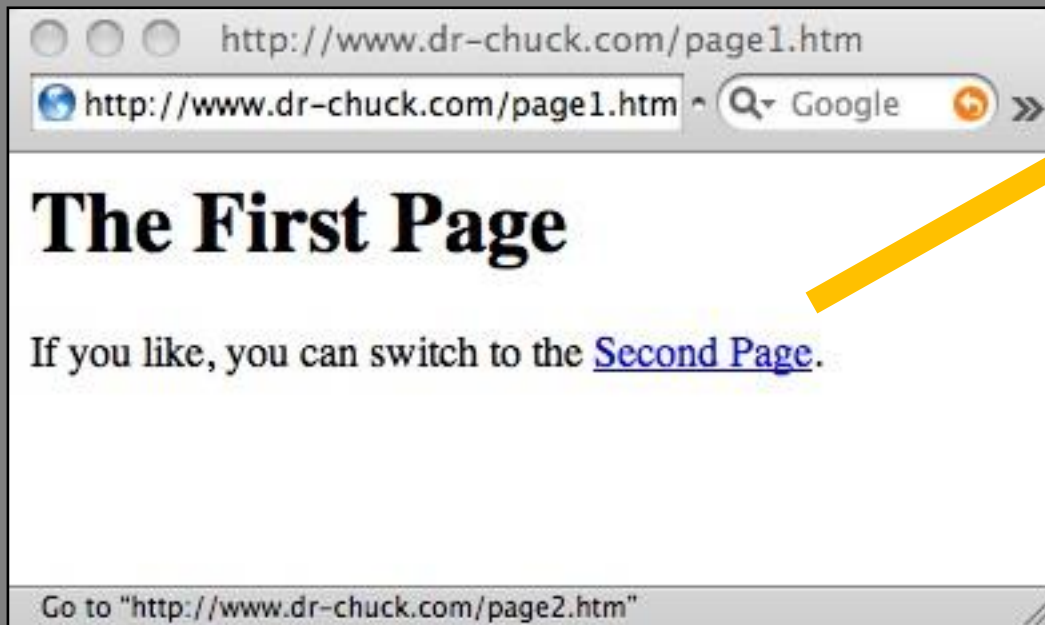 http://www.dr-chuck.com/page1.htm
http://www.dr-chuck.com/page1.htm Google
The First Page
If you like, you can switch to the Second Page.
Go to "http://www.dr-chuck.com/page2.htm"